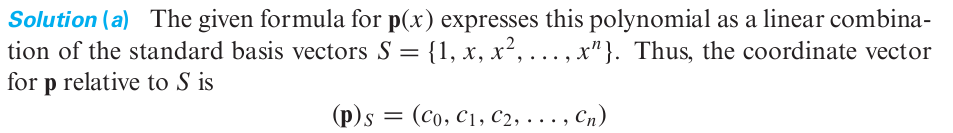 Solution (a) The given formula for p(x) expresses this polynomial as a linear combina-
tion of the standard basis vectors S = {1, x, x², . . . , xⁿ}. Thus, the coordinate vector
for p relative to S is
(p)S = (c₀, c₁, c₂, . . . , cₙ)